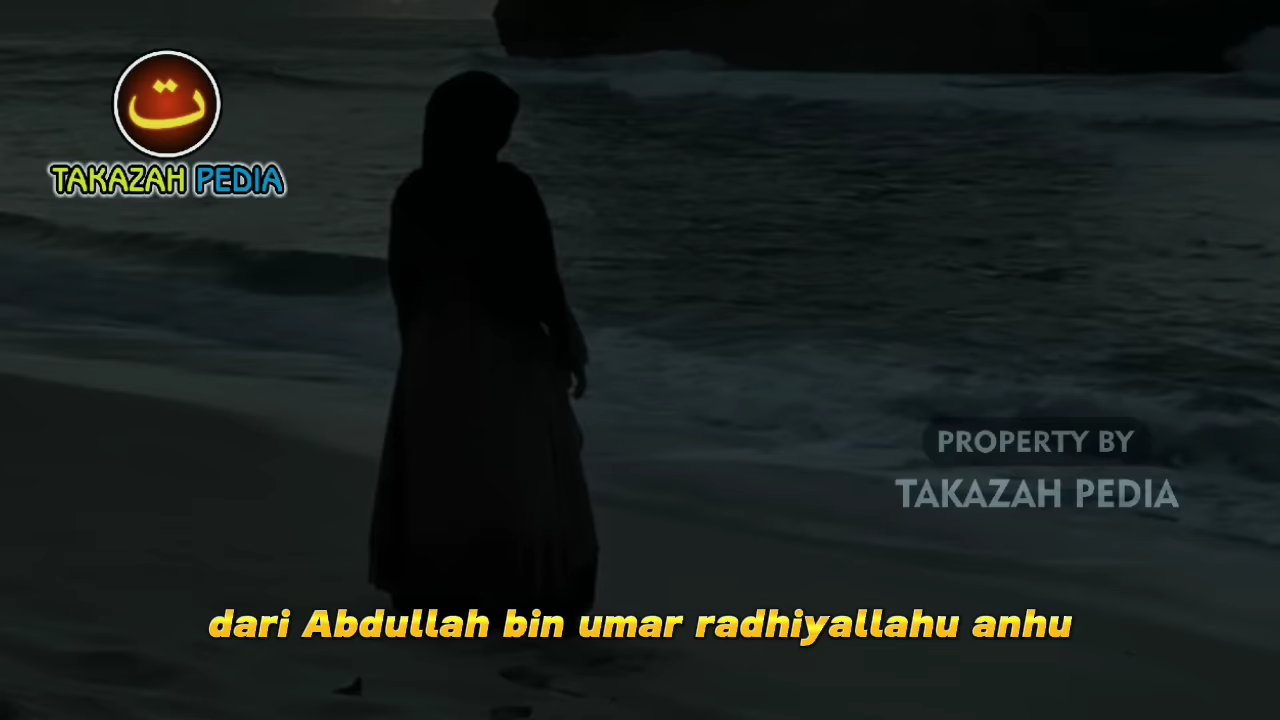 ت
TAKAZAH PEDIA
PROPERTY BY
TAKAZAH PEDIA
dari Abdullah bin umar radhiyallahu anhu